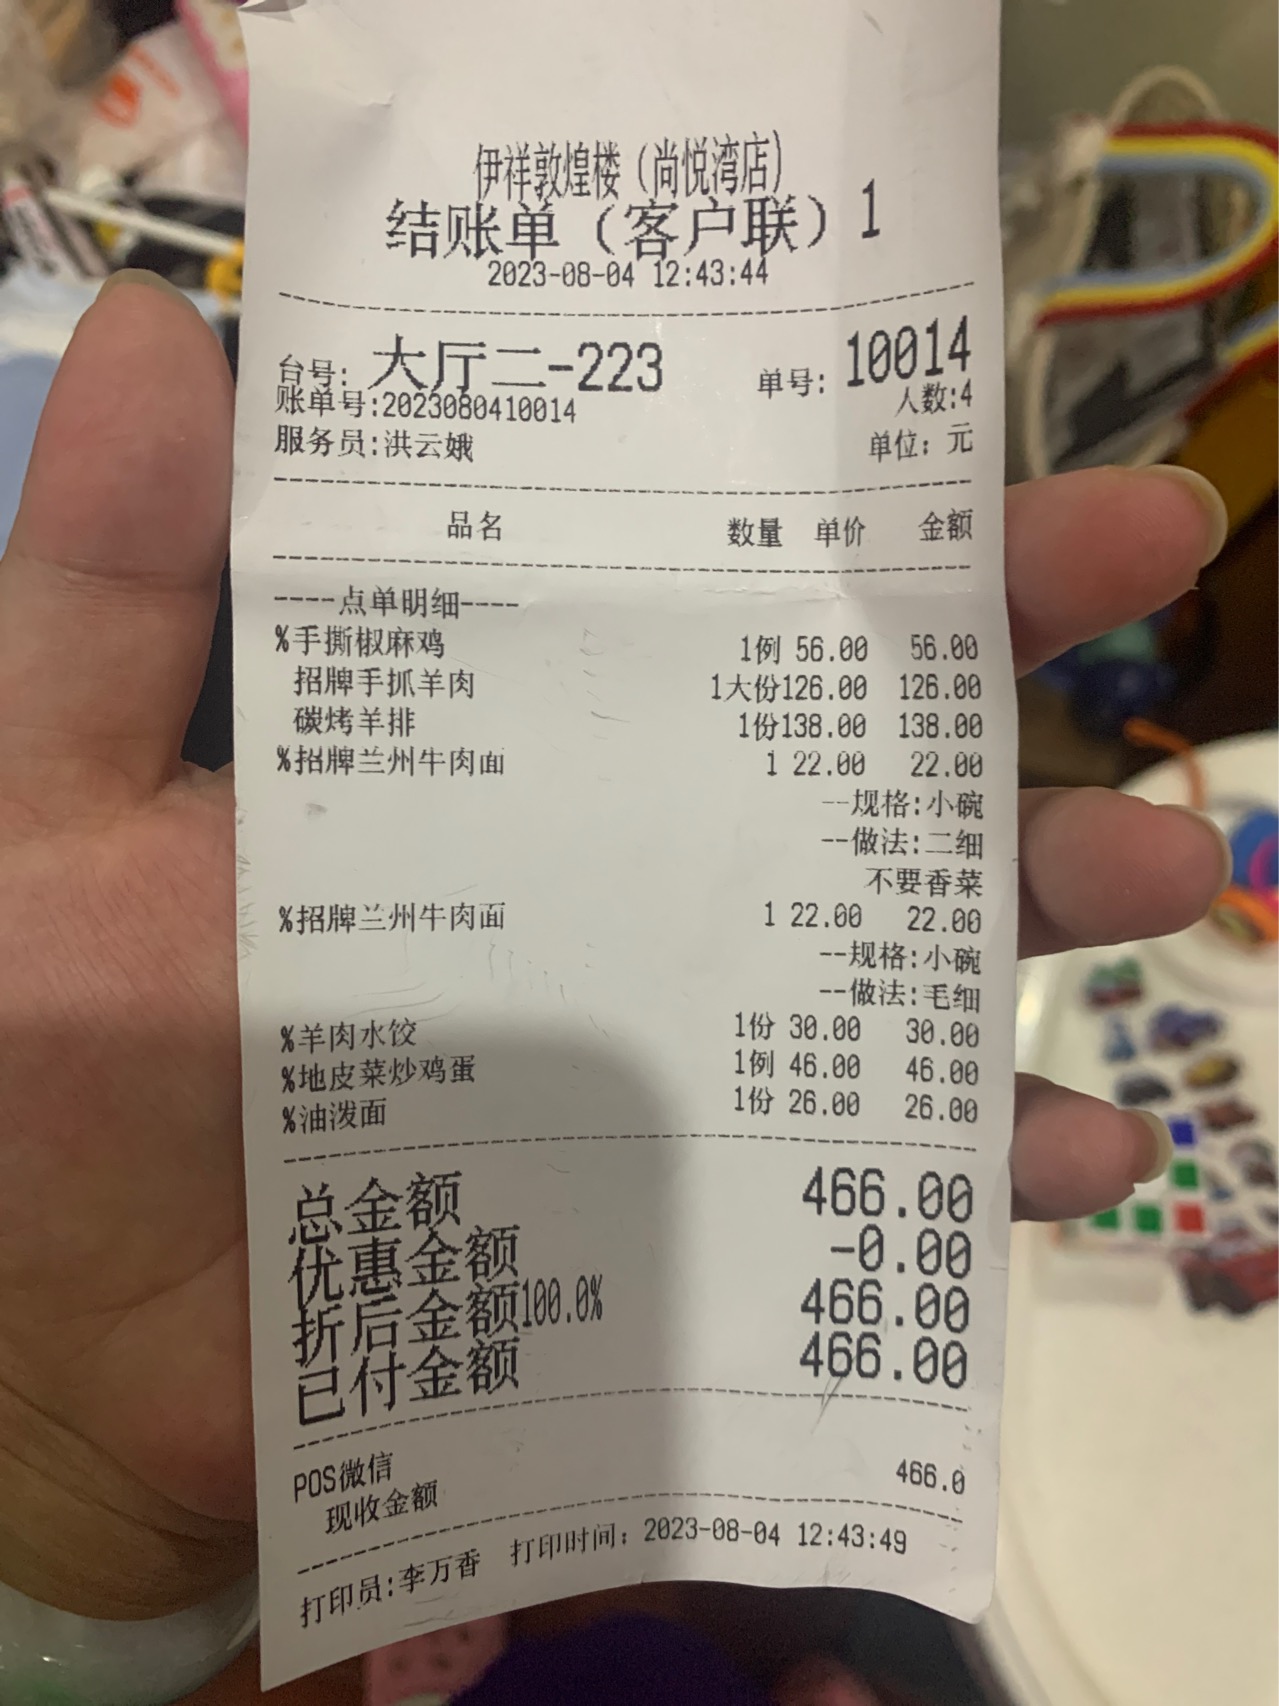 伊祥敦煌楼（尚悦湾店）
结账单（客户联）1
2023-08-04 12:43:44
台号: 大厅二-223 单号: 10014
账单号:2023080410014 人数:4
服务员:洪云娥 单位: 元
品名 数量 单价 金额
----点单明细----
%手撕椒麻鸡 1例 56.00 56.00
招牌手抓羊肉 1大份126.00 126.00
碳烤羊排 1份138.00 138.00
%招牌兰州牛肉面 1 22.00 22.00
--规格:小碗
--做法:二细
不要香菜
%招牌兰州牛肉面 1 22.00 22.00
--规格:小碗
--做法:毛细
%羊肉水饺 1份 30.00 30.00
%地皮菜炒鸡蛋 1例 46.00 46.00
%油泼面 1份 26.00 26.00
总金额 466.00
优惠金额 -0.00
折后金额100.0% 466.00
已付金额 466.00
POS微信 466.0
现收金额
打印员:李万香 打印时间: 2023-08-04 12:43:49